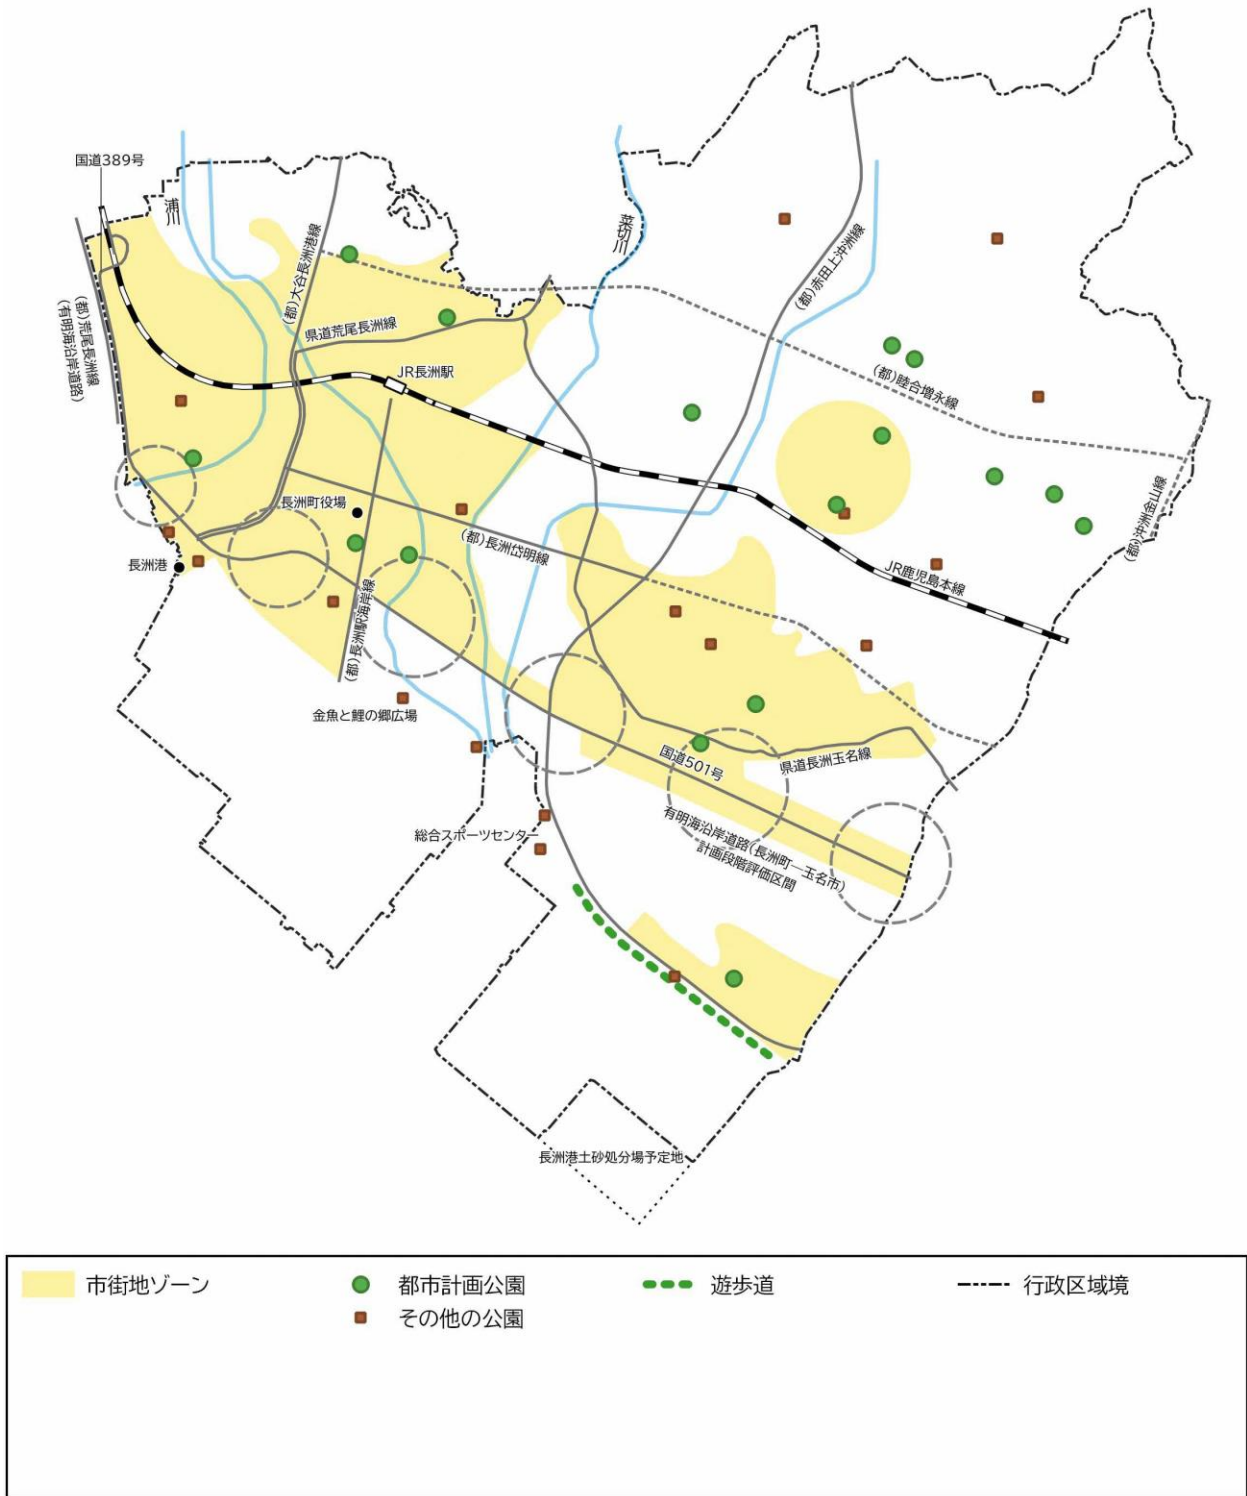 国道389号
浦川
菜切川
(都)大谷長洲港線
(都)赤田上沖洲線
(都)荒尾長洲線
(有明海沿岸道路)
県道荒尾長洲線
JR長洲駅
(都)睦合増永線
長洲町役場
(都)長洲岱明線
(都)沖洲金山線
長洲港
JR鹿児島本線
(都)長洲駅海岸線
金魚と鯉の郷広場
国道501号
県道長洲玉名線
総合スポーツセンター
有明海沿岸道路(長洲町―玉名市)
計画段階評価区間
長洲港土砂処分場予定地
市街地ゾーン
都市計画公園
遊歩道
行政区域境
その他の公園